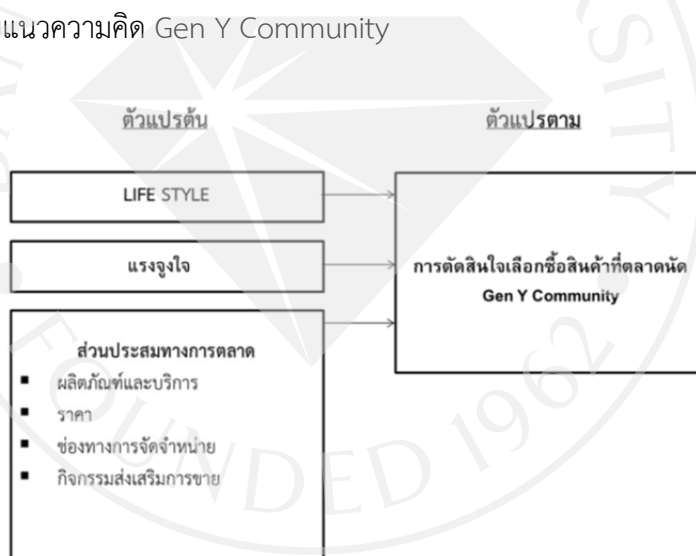 แนวความคิด Gen Y Community
ตัวแปรต้น
ตัวแปรตาม
LIFE STYLE
แรงจูงใจ
ส่วนประสมทางการตลาด
▪ ผลิตภัณฑ์และบริการ
▪ ราคา
▪ ช่องทางการจัดจำหน่าย
▪ กิจกรรมส่งเสริมการขาย
การตัดสินใจเลือกซื้อสินค้าที่ตลาดนัด
Gen Y Community
FOUNDED 1962